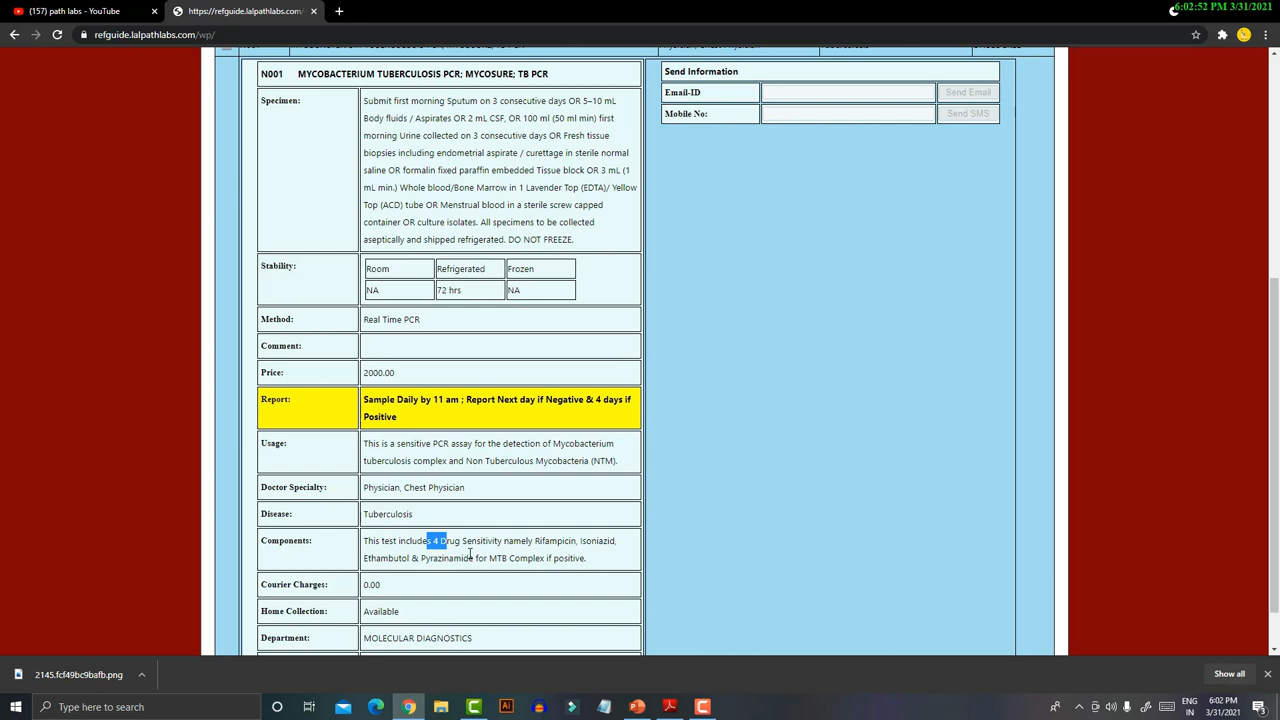 6:02:52 PM 3/31/2021
(157) path labs - YouTube
https://refguide.lalpathlabs.com/
refguide.lalpathlabs.com/wp/
N001 MYCOBACTERIUM TUBERCULOSIS PCR; MYCOSURE; TB PCR
Send Information
Email-ID
Send Email
Mobile No:
Send SMS
Specimen:
Submit first morning Sputum on 3 consecutive days OR 5–10 mL
Body fluids / Aspirates OR 2 mL CSF, OR 100 ml (50 ml min) first
morning Urine collected on 3 consecutive days OR Fresh tissue
biopsies including endometrial aspirate / curettage in sterile normal
saline OR formalin fixed paraffin embedded Tissue block OR 3 mL (1
mL min.) Whole blood/Bone Marrow in 1 Lavender Top (EDTA)/ Yellow
Top (ACD) tube OR Menstrual blood in a sterile screw capped
container OR culture isolates. All specimens to be collected
aseptically and shipped refrigerated. DO NOT FREEZE.
Stability:
Room Refrigerated Frozen
NA 72 hrs NA
Method: Real Time PCR
Comment:
Price: 2000.00
Report: Sample Daily by 11 am ; Report Next day if Negative & 4 days if
Positive
Usage: This is a sensitive PCR assay for the detection of Mycobacterium
tuberculosis complex and Non Tuberculous Mycobacteria (NTM).
Doctor Specialty: Physician, Chest Physician
Disease: Tuberculosis
Components: This test includes 4 Drug Sensitivity namely Rifampicin, Isoniazid,
Ethambutol & Pyrazinamide for MTB Complex if positive.
Courier Charges: 0.00
Home Collection: Available
Department: MOLECULAR DIAGNOSTICS
2145.fcf49bc9bafb.png
Show all
Type here to search
ENG
IN
6:02 PM
3/31/2021